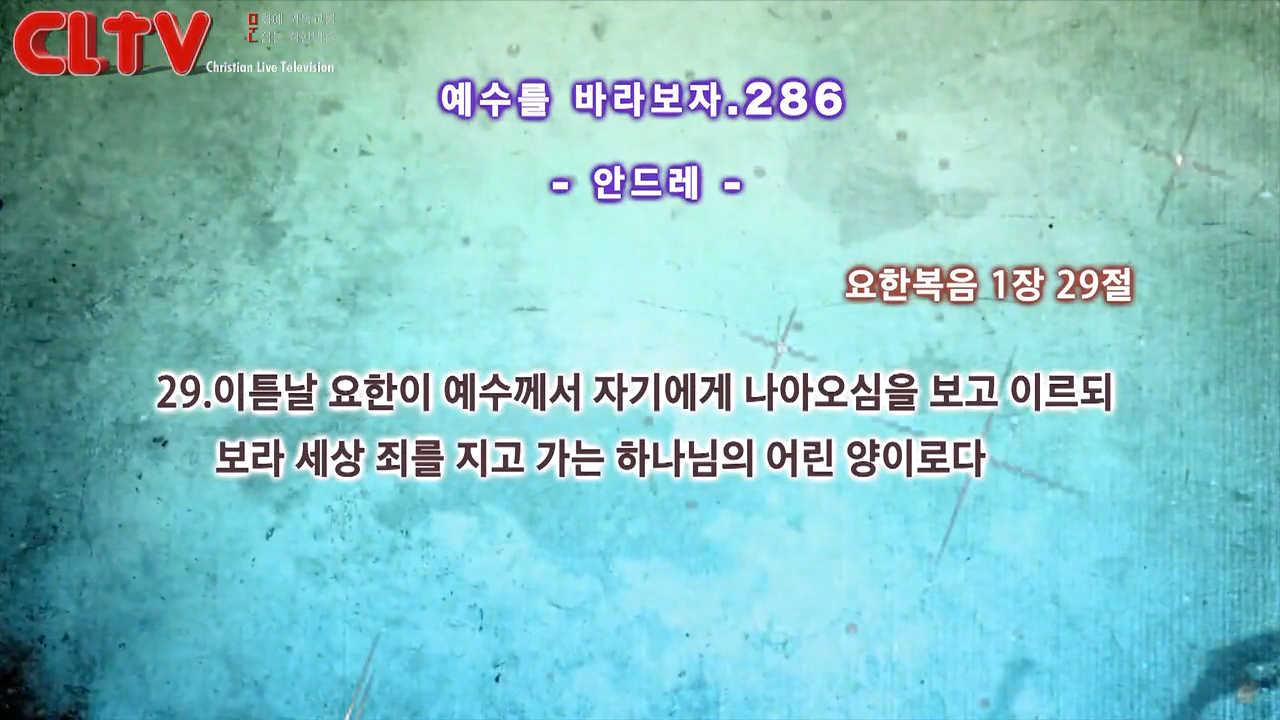 CLTV
Christian Live Television
예수를 바라보자.286
- 안드레 -
요한복음 1장 29절
29.이튿날 요한이 예수께서 자기에게 나아오심을 보고 이르되
보라 세상 죄를 지고 가는 하나님의 어린 양이로다